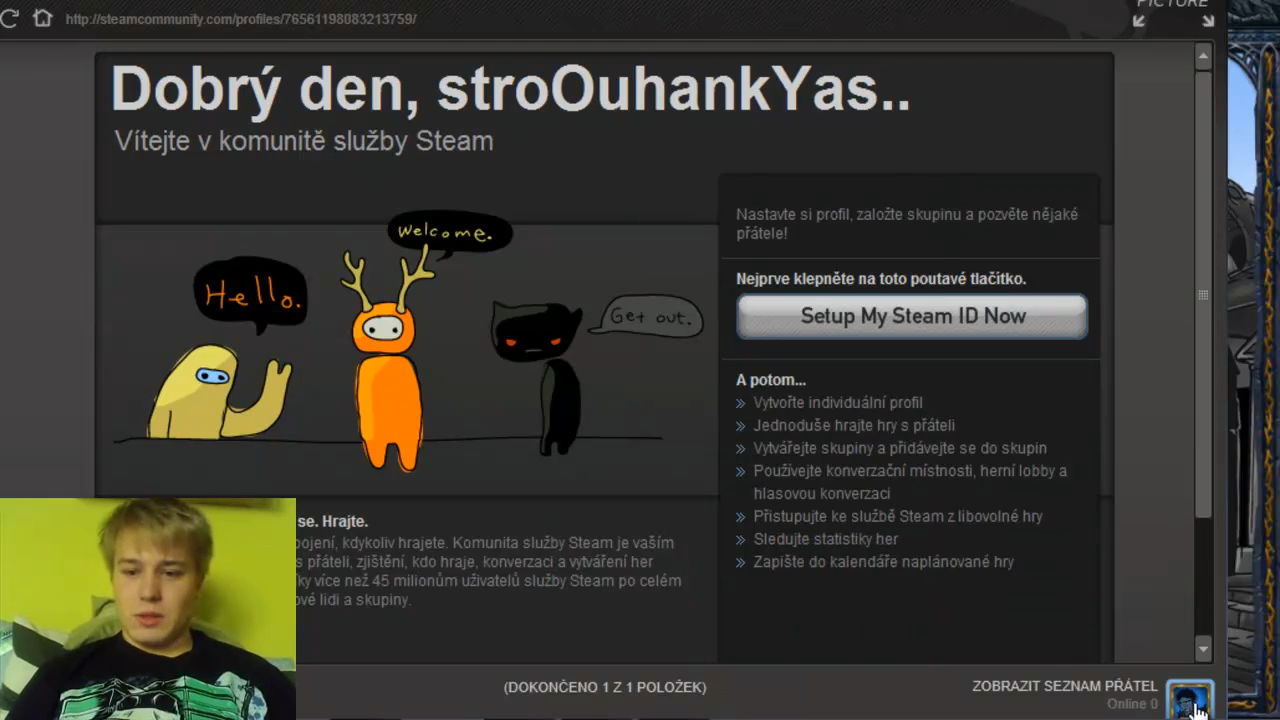 PICTURE
http://steamcommunity.com/profiles/76561198083213759/
Dobrý den, stroOuhankYas..
Vítejte v komunitě služby Steam
Welcome.
Hello.
Get out.
Nastavte si profil, založte skupinu a pozvěte nějaké
přátele!
Nejprve klepněte na toto poutavé tlačítko.
Setup My Steam ID Now
A potom...
» Vytvořte individuální profil
» Jednoduše hrajte hry s přáteli
» Vytvářejte skupiny a přidávejte se do skupin
» Používejte konverzační místnosti, herní lobby a
hlasovou konverzaci
» Přistupujte ke službě Steam z libovolné hry
» Sledujte statistiky her
» Zapište do kalendáře naplánované hry
se. Hrajte.
pojení, kdykoliv hrajete. Komunita služby Steam je vaším
s přáteli, zjištění, kdo hraje, konverzaci a vytváření her
ky více než 45 milionům uživatelů služby Steam po celém
ové lidi a skupiny.
(DOKONČENO 1 Z 1 POLOŽEK)
ZOBRAZIT SEZNAM PŘÁTEL
Online 0